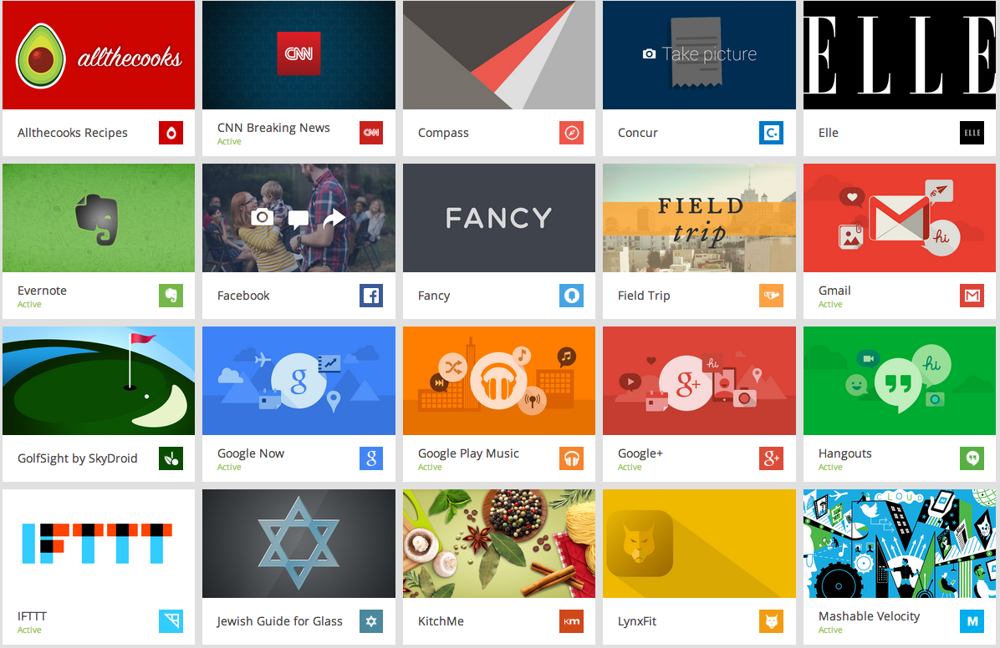 allthecooks
CNN
Take picture
ELLE
Allthecooks Recipes
CNN Breaking News
Active
CNN
Compass
Concur
C.
Elle
ELLE
FANCY
FIELD
trip
hi
Evernote
Active
Facebook
Fancy
Field Trip
Gmail
Active
M
g
g+
hi
hi
GolfSight by SkyDroid
Google Now
Active
g
Google Play Music
Active
Google+
Active
g+
Hangouts
Active
IFTTT
CLOUD
M
IFTTT
Active
Jewish Guide for Glass
KitchMe
km
LynxFit
Mashable Velocity
Active
M